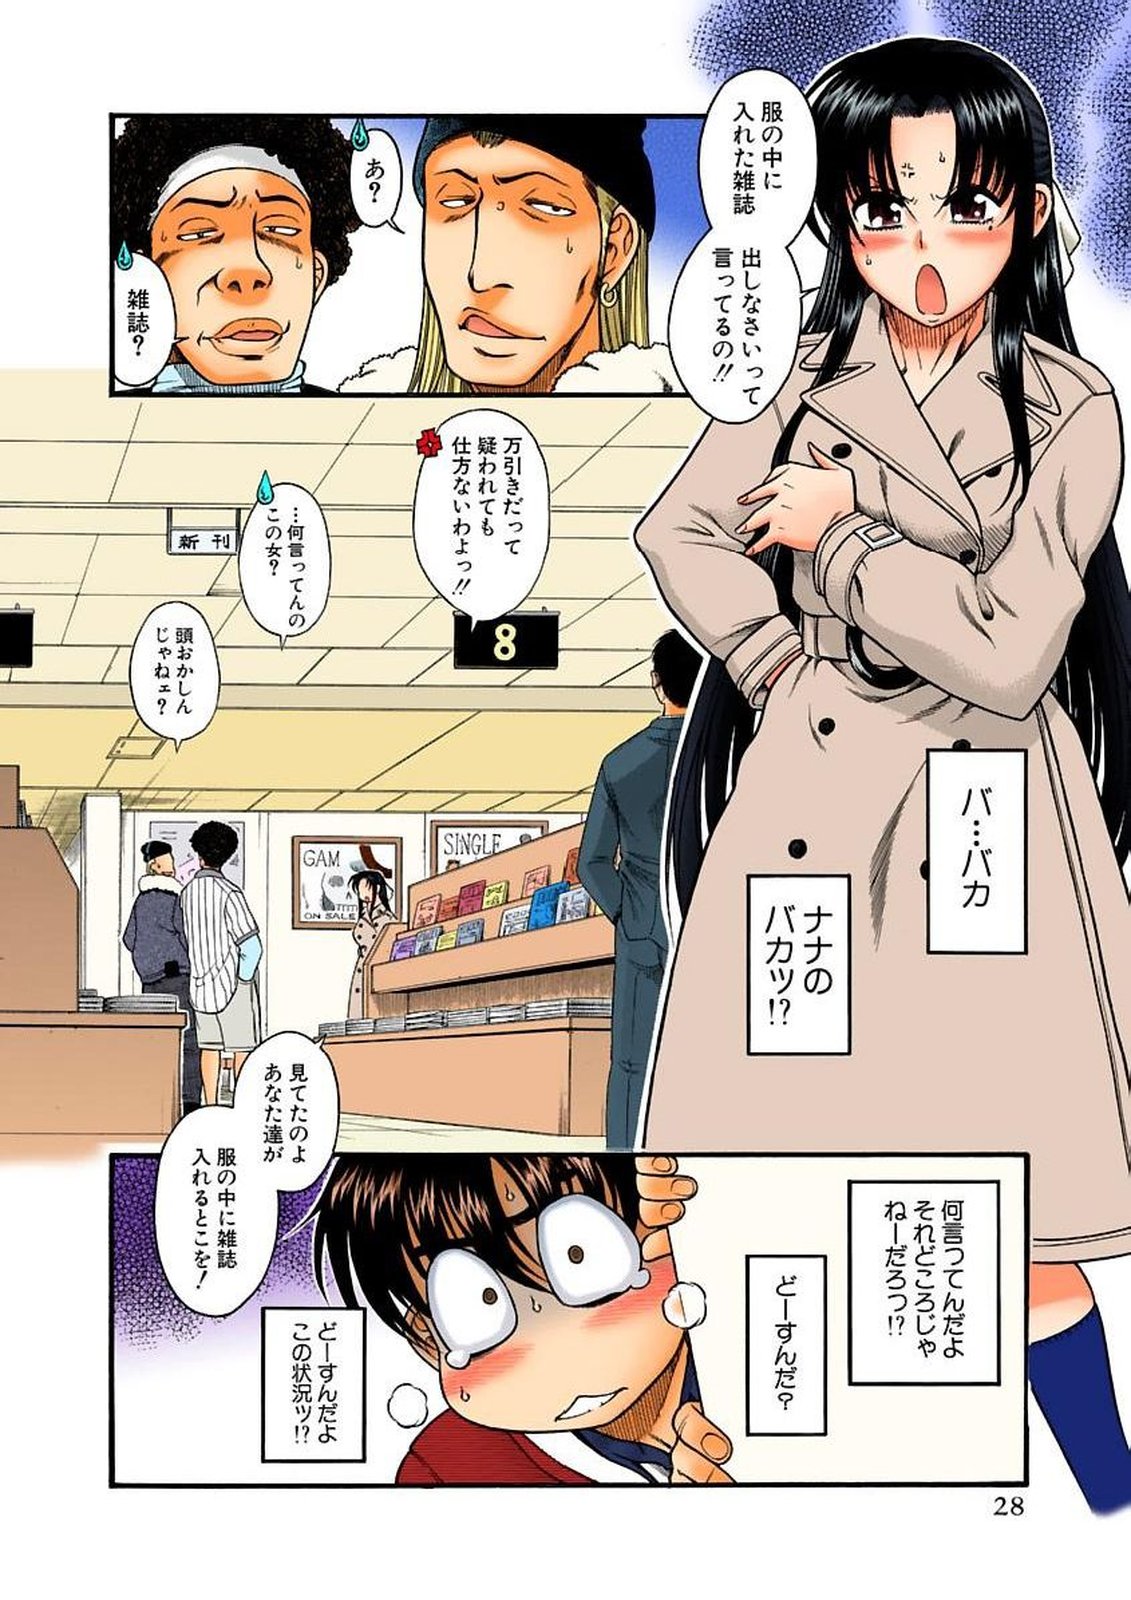 服の中に
入れた雑誌
出しなさいって
言ってるの!!
あ?
雑誌?
万引きだって
疑われても
仕方ないわよっ!!
…何言ってんの
この女?
頭おかしん
じゃねェ?
新刊
8
GAM
ON SALE
SINGLE
バ…バカ
ナナの
バカッ!?
見てたのよ
あなた達が
服の中に雑誌
入れるとこを!
何言ってんだよ
それどころじゃ
ねーだろっ!?
どーすんだ?
どーすんだよ
この状況ッ!?
28